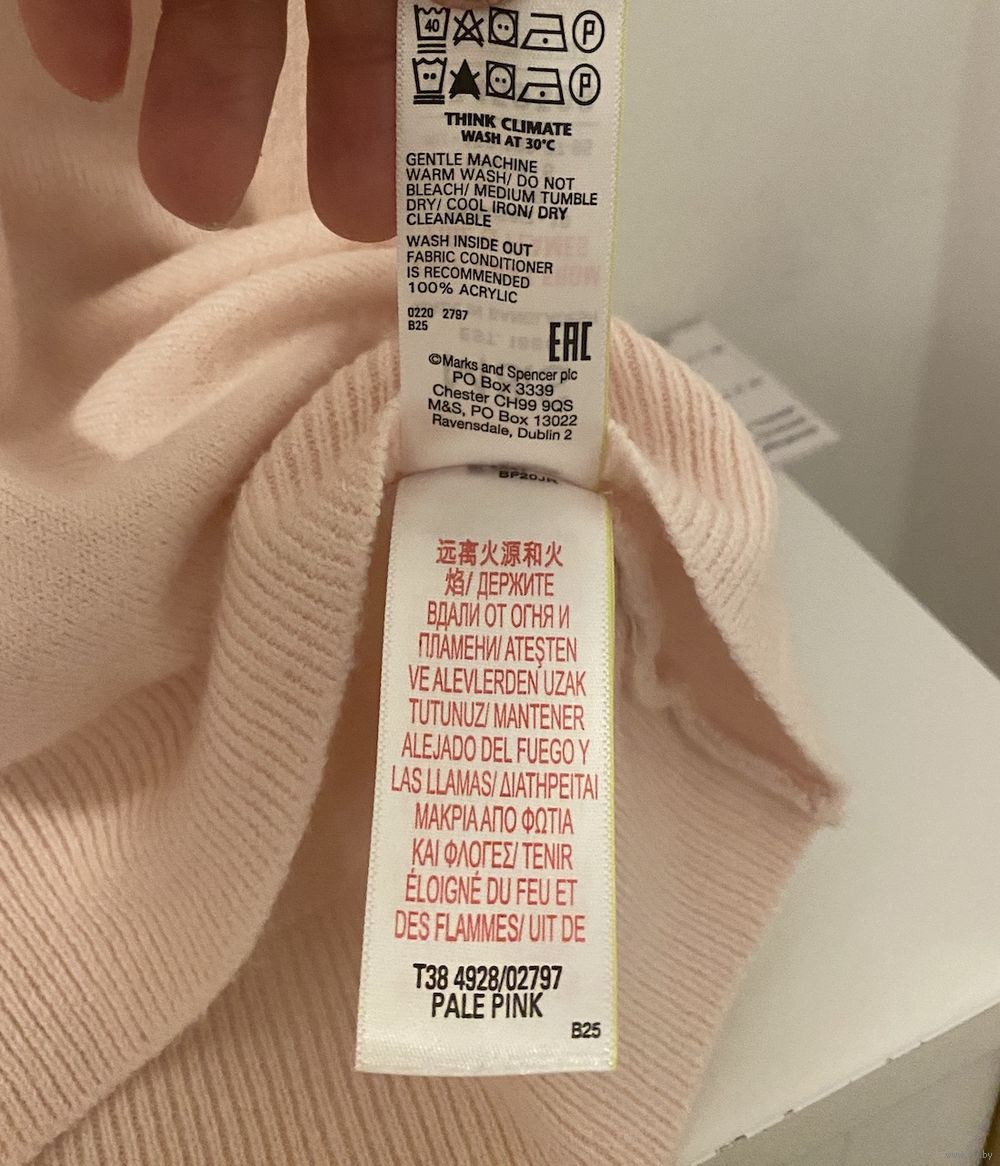 40
P
P
THINK CLIMATE
WASH AT 30°C
GENTLE MACHINE
WARM WASH/ DO NOT
BLEACH/ MEDIUM TUMBLE
DRY/ COOL IRON/ DRY
CLEANABLE
WASH INSIDE OUT
FABRIC CONDITIONER
IS RECOMMENDED
100% ACRYLIC
0220 2797
B25
EAC
©Marks and Spencer plc
PO Box 3339
Chester CH99 9QS
M&S, PO Box 13022
Ravensdale, Dublin 2
远离火源和火
焰/ ДЕРЖИТЕ
ВДАЛИ ОТ ОГНЯ И
ПЛАМЕНИ/ ATEŞTEN
VE ALEVLERDEN UZAK
TUTUNUZ/ MANTENER
ALEJADO DEL FUEGO Y
LAS LLAMAS/ ΔΙΑΤΗΡΕΙΤΑΙ
ΜΑΚΡΙΑ ΑΠΟ ΦΩΤΙΑ
ΚΑΙ ΦΛΟΓΕΣ/ TENIR
ÉLOIGNÉ DU FEU ET
DES FLAMMES/ UIT DE
T38 4928/02797
PALE PINK
B25